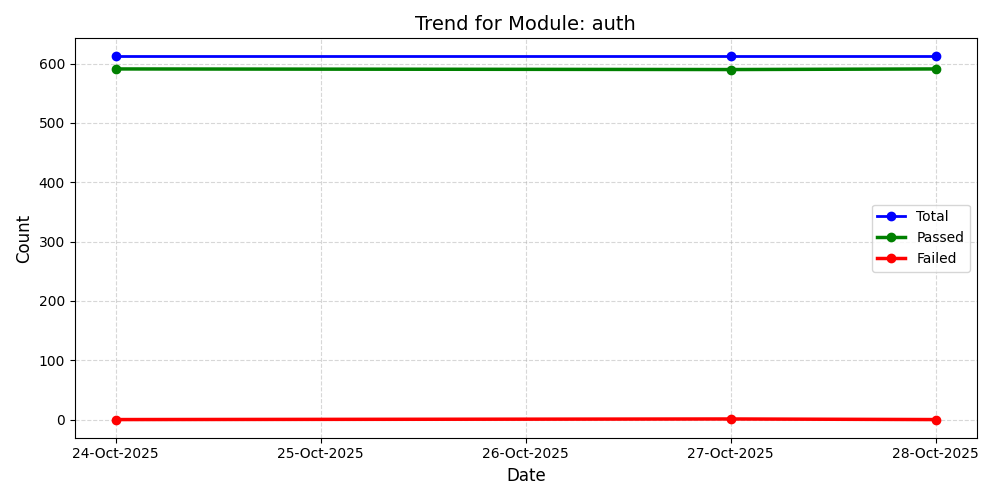 Trend for Module: auth
600
500
400
300
200
100
0
Count
Total
Passed
Failed
24-Oct-2025
25-Oct-2025
26-Oct-2025
27-Oct-2025
28-Oct-2025
Date